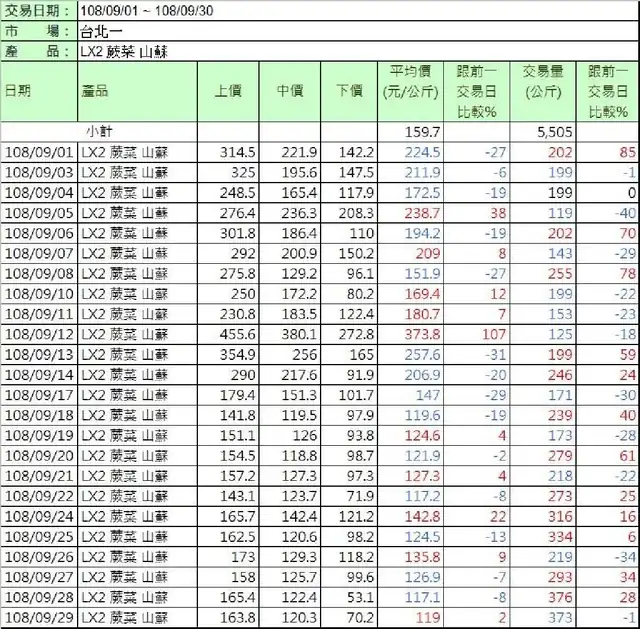 交易日期： 108/09/01 ~ 108/09/30
市 場： 台北一
產 品： LX2 蕨菜 山蘇
日期 產品 上價 中價 下價 平均價 (元/公斤) 跟前一 交易日 比較% 交易量 (公斤) 跟前一 交易日 比較%
小計 159.7 5,505
108/09/01 LX2 蕨菜 山蘇 314.5 221.9 142.2 224.5 -27 202 85
108/09/03 LX2 蕨菜 山蘇 325 195.6 147.5 211.9 -6 199 -1
108/09/04 LX2 蕨菜 山蘇 248.5 165.4 117.9 172.5 -19 199 0
108/09/05 LX2 蕨菜 山蘇 276.4 236.3 208.3 238.7 38 119 -40
108/09/06 LX2 蕨菜 山蘇 301.8 186.4 110 194.2 -19 202 70
108/09/07 LX2 蕨菜 山蘇 292 200.9 150.2 209 8 143 -29
108/09/08 LX2 蕨菜 山蘇 275.8 129.2 96.1 151.9 -27 255 78
108/09/10 LX2 蕨菜 山蘇 250 172.2 80.2 169.4 12 199 -22
108/09/11 LX2 蕨菜 山蘇 230.8 183.5 122.4 180.7 7 153 -23
108/09/12 LX2 蕨菜 山蘇 455.6 380.1 272.8 373.8 107 125 -18
108/09/13 LX2 蕨菜 山蘇 354.9 256 165 257.6 -31 199 59
108/09/14 LX2 蕨菜 山蘇 290 217.6 91.9 206.9 -20 246 24
108/09/17 LX2 蕨菜 山蘇 179.4 151.3 101.7 147 -29 171 -30
108/09/18 LX2 蕨菜 山蘇 141.8 119.5 97.9 119.6 -19 239 40
108/09/19 LX2 蕨菜 山蘇 151.1 126 93.8 124.6 4 173 -28
108/09/20 LX2 蕨菜 山蘇 154.5 118.8 98.7 121.9 -2 279 61
108/09/21 LX2 蕨菜 山蘇 157.2 127.3 97.3 127.3 4 218 -22
108/09/22 LX2 蕨菜 山蘇 143.1 123.7 71.9 117.2 -8 273 25
108/09/24 LX2 蕨菜 山蘇 165.7 142.4 121.2 142.8 22 316 16
108/09/25 LX2 蕨菜 山蘇 162.5 120.6 98.2 124.5 -13 334 6
108/09/26 LX2 蕨菜 山蘇 173 129.3 118.2 135.8 9 219 -34
108/09/27 LX2 蕨菜 山蘇 158 125.7 99.6 126.9 -7 293 34
108/09/28 LX2 蕨菜 山蘇 165.4 122.4 53.1 117.1 -8 376 28
108/09/29 LX2 蕨菜 山蘇 163.8 120.3 70.2 119 2 373 -1